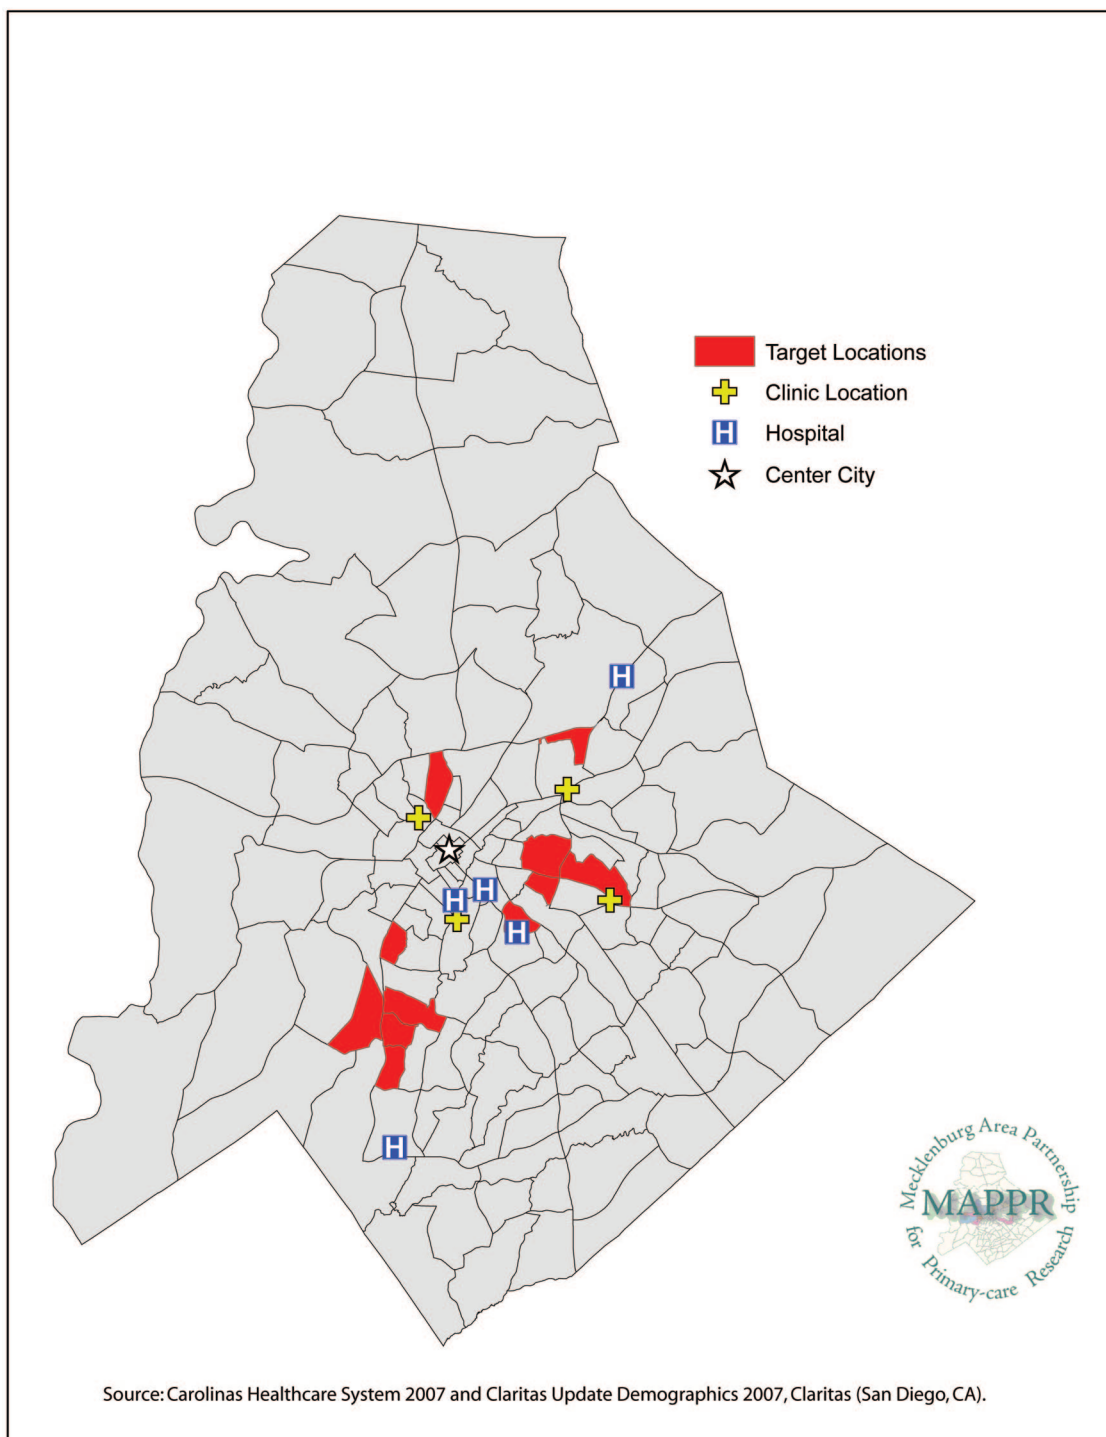 Target Locations
Clinic Location
H Hospital
Center City
H
H
H
H
H
Mecklenburg Area Partnership
MAPPR
for Primary-care Research
Source: Carolinas Healthcare System 2007 and Claritas Update Demographics 2007, Claritas (San Diego, CA).